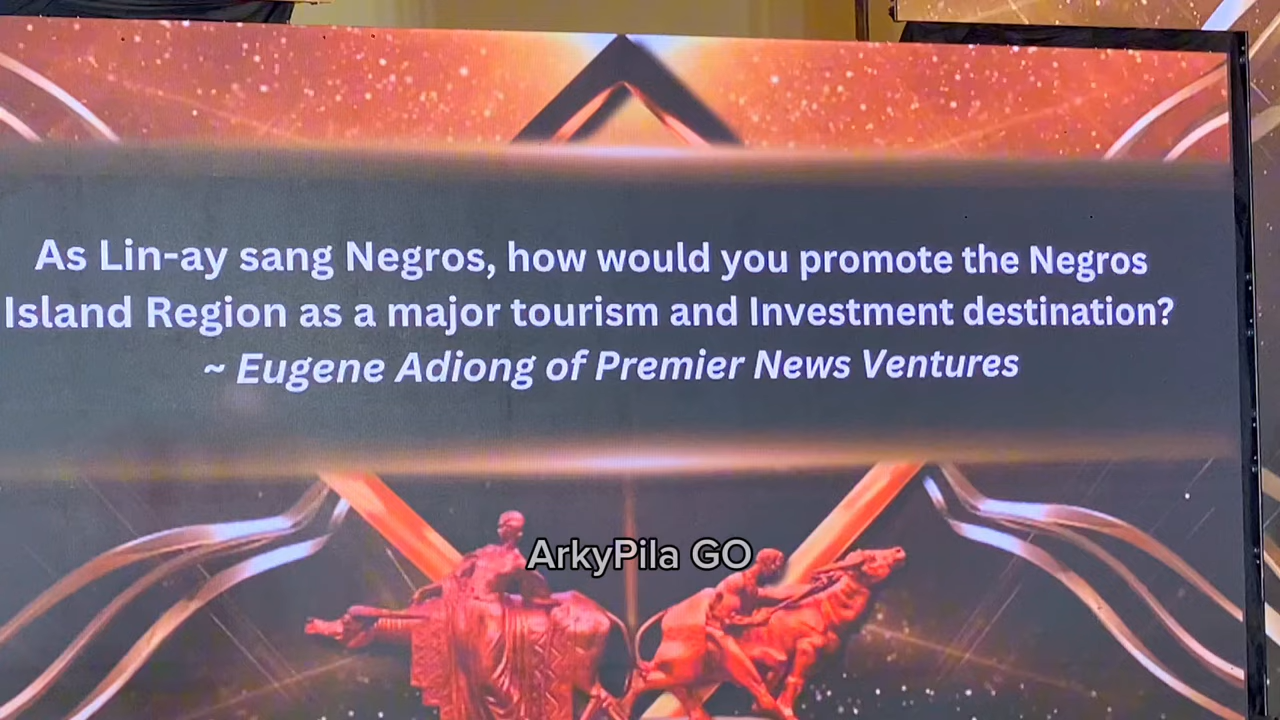 As Lin-ay sang Negros, how would you promote the Negros
Island Region as a major tourism and Investment destination?
~ Eugene Adiong of Premier News Ventures
ArkyPila GO